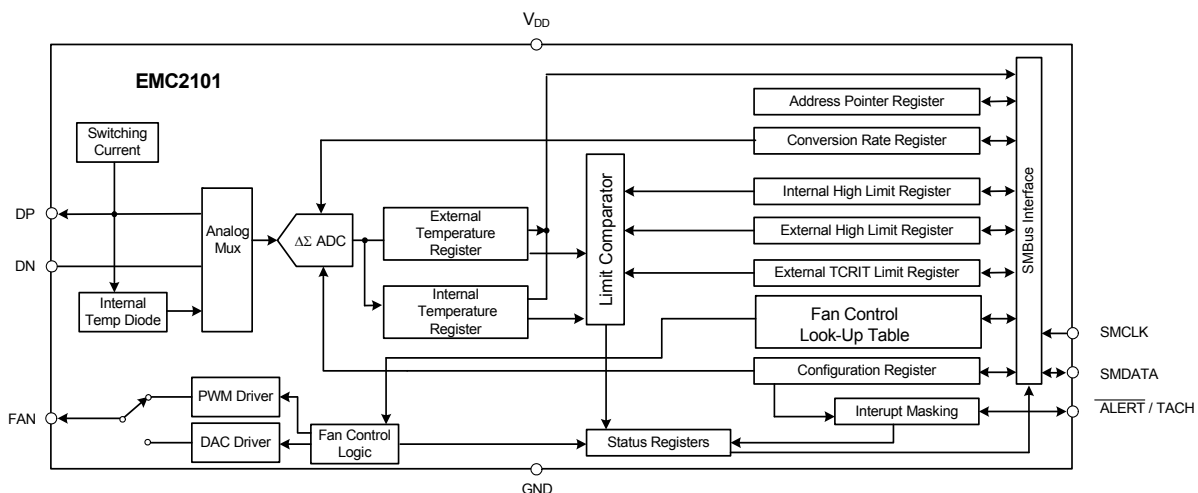 VDD
EMC2101
Switching
Current
Address Pointer Register
Conversion Rate Register
DP
DN
Analog
Mux
ΔΣ ADC
External
Temperature
Register
Internal
Temperature
Register
Limit Comparator
Internal High Limit Register
External High Limit Register
External TCRIT Limit Register
SMBus Interface
Internal
Temp Diode
Fan Control
Look-Up Table
SMCLK
Configuration Register
SMDATA
PWM Driver
FAN
Interupt Masking
ALERT / TACH
DAC Driver
Fan Control
Logic
Status Registers
GND